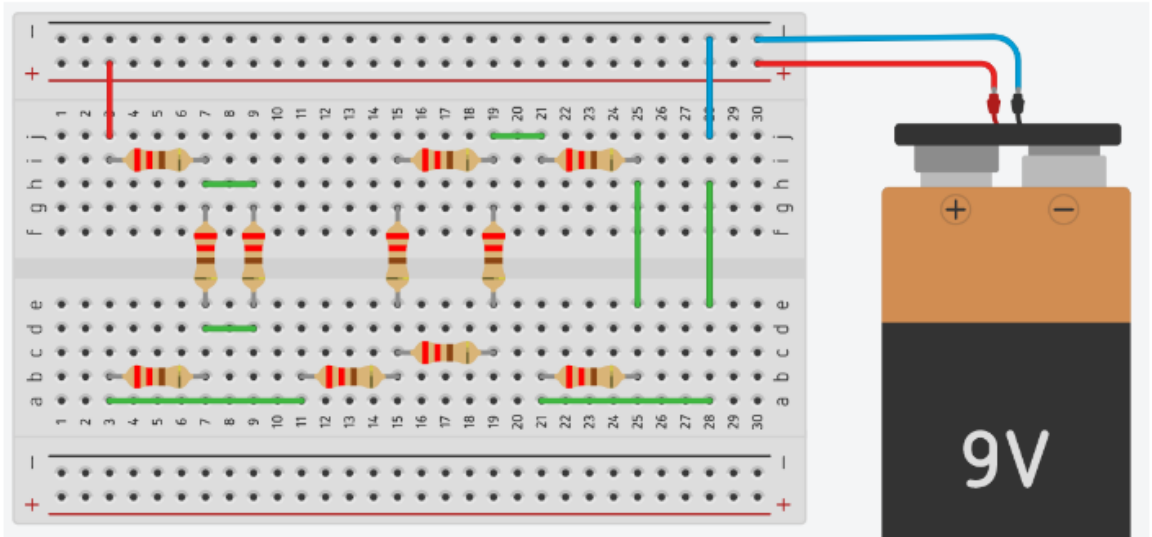 − −
+ +
1 2 3 4 5 6 7 8 9 10 11 12 13 14 15 16 17 18 19 20 21 22 23 24 25 26 27 28 29 30
j j
i i
h h
g g
f f
+ −
e e
d d
c c
b b
a a
1 2 3 4 5 6 7 8 9 10 11 12 13 14 15 16 17 18 19 20 21 22 23 24 25 26 27 28 29 30
9V
− −
+ +